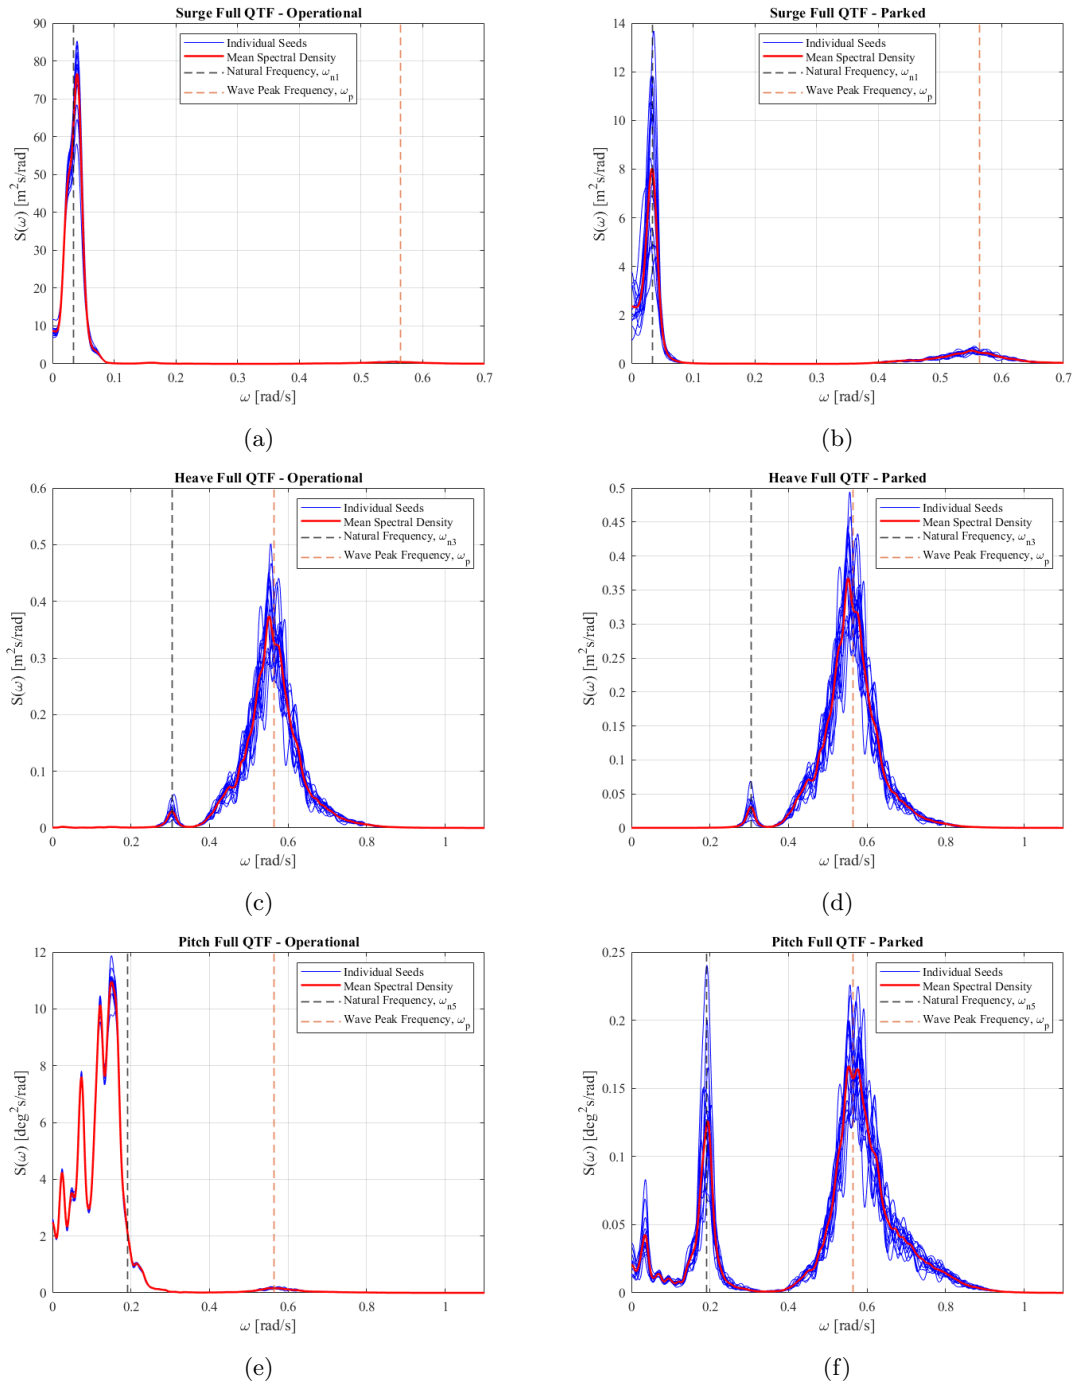 Surge Full QTF - Operational
90
80
70
60
50
40
30
20
10
0
S(ω) [m²s/rad]
Individual Seeds
Mean Spectral Density
Natural Frequency, ωn1
Wave Peak Frequency, ωp
0 0.1 0.2 0.3 0.4 0.5 0.6 0.7
ω [rad/s]
(a)
Surge Full QTF - Parked
14
12
10
8
6
4
2
0
S(ω) [m²s/rad]
Individual Seeds
Mean Spectral Density
Natural Frequency, ωn1
Wave Peak Frequency, ωp
0 0.1 0.2 0.3 0.4 0.5 0.6 0.7
ω [rad/s]
(b)
Heave Full QTF - Operational
0.6
0.5
0.4
0.3
0.2
0.1
0
S(ω) [m²s/rad]
Individual Seeds
Mean Spectral Density
Natural Frequency, ωn3
Wave Peak Frequency, ωp
0 0.2 0.4 0.6 0.8 1
ω [rad/s]
(c)
Heave Full QTF - Parked
0.5
0.45
0.4
0.35
0.3
0.25
0.2
0.15
0.1
0.05
0
S(ω) [m²s/rad]
Individual Seeds
Mean Spectral Density
Natural Frequency, ωn3
Wave Peak Frequency, ωp
0 0.2 0.4 0.6 0.8 1
ω [rad/s]
(d)
Pitch Full QTF - Operational
12
10
8
6
4
2
0
S(ω) [deg²s/rad]
Individual Seeds
Mean Spectral Density
Natural Frequency, ωn5
Wave Peak Frequency, ωp
0 0.2 0.4 0.6 0.8 1
ω [rad/s]
(e)
Pitch Full QTF - Parked
0.25
0.2
0.15
0.1
0.05
0
S(ω) [deg²s/rad]
Individual Seeds
Mean Spectral Density
Natural Frequency, ωn5
Wave Peak Frequency, ωp
0 0.2 0.4 0.6 0.8 1
ω [rad/s]
(f)